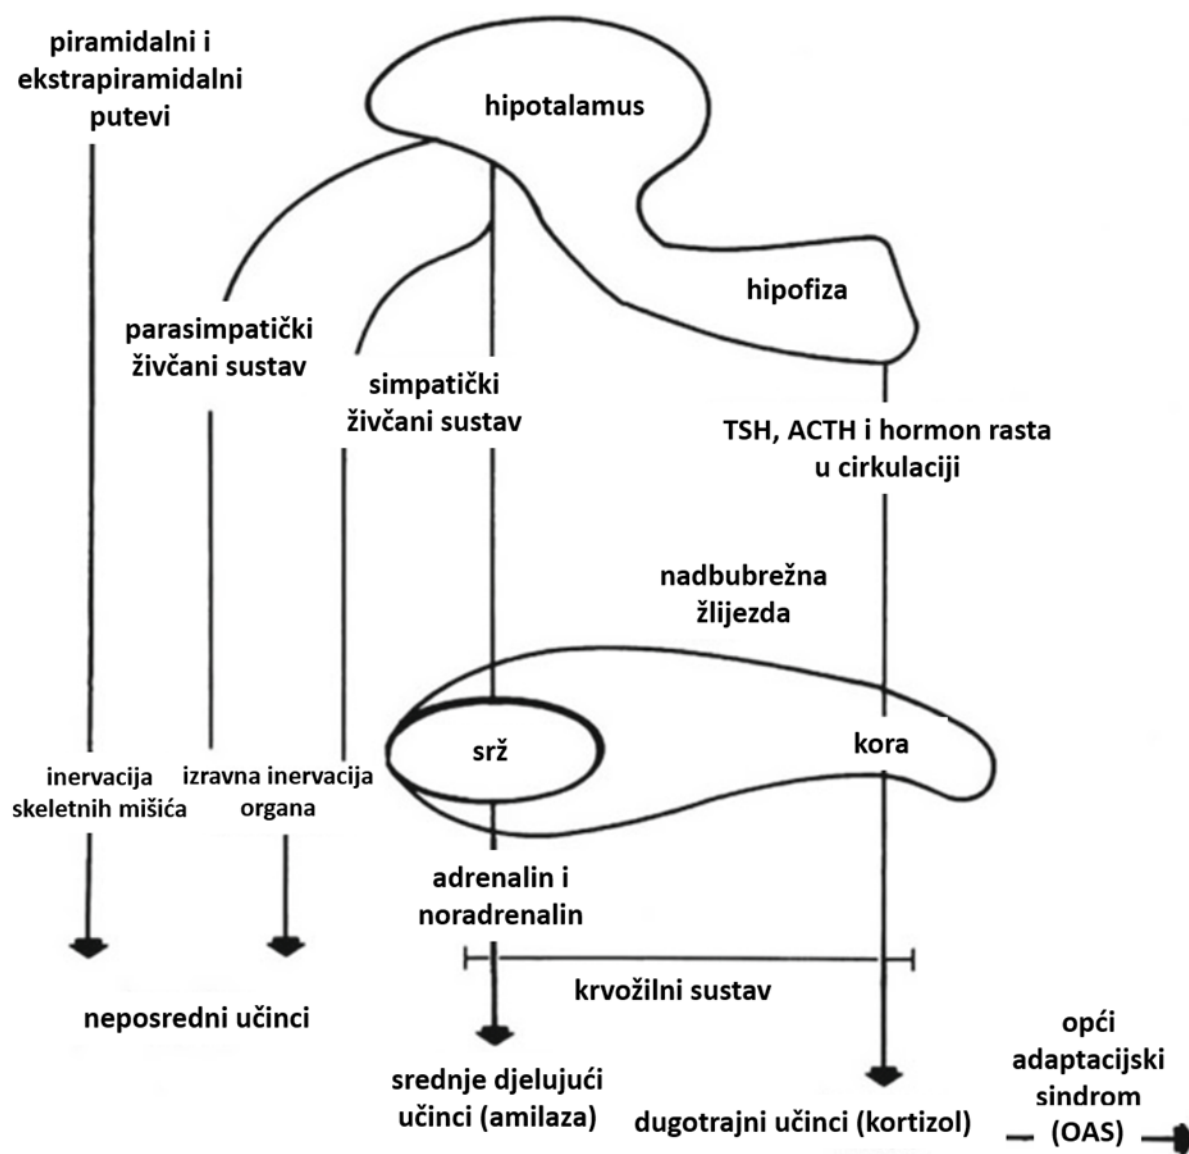 piramidalni i
ekstrapiramidalni
putevi
hipotalamus
hipofiza
parasimpatički
živčani sustav
simpatički
živčani sustav
TSH, ACTH i hormon rasta
u cirkulaciji
nadbubrežna
žlijezda
srž
kora
inervacija
skeletnih mišića
izravna inervacija
organa
adrenalin i
noradrenalin
krvožilni sustav
neposredni učinci
srednje djelujući
učinci (amilaza)
dugotrajni učinci (kortizol)
opći
adaptacijski
sindrom
(OAS)